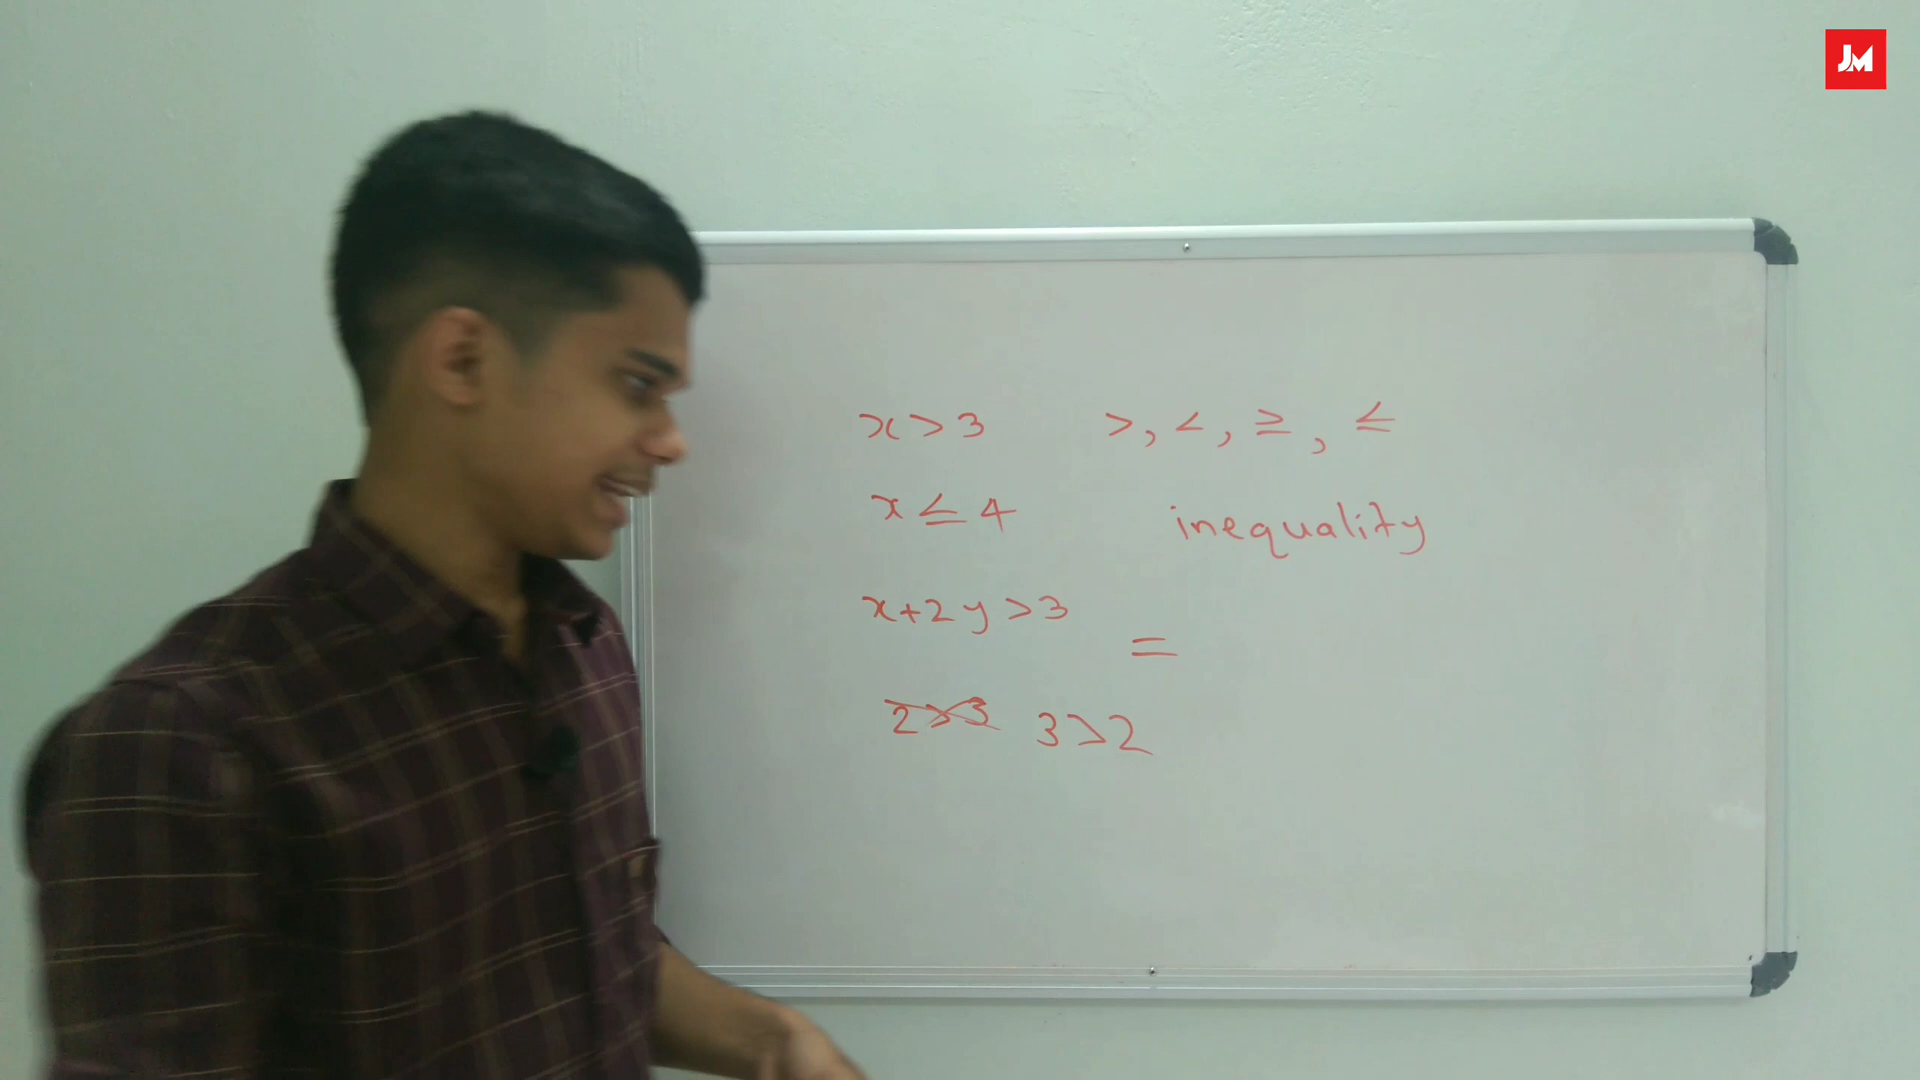 JM
x > 3 >, <, ≥, ≤
x ≤ 4 inequality
x + 2y > 3
=
2 > 3 3 > 2